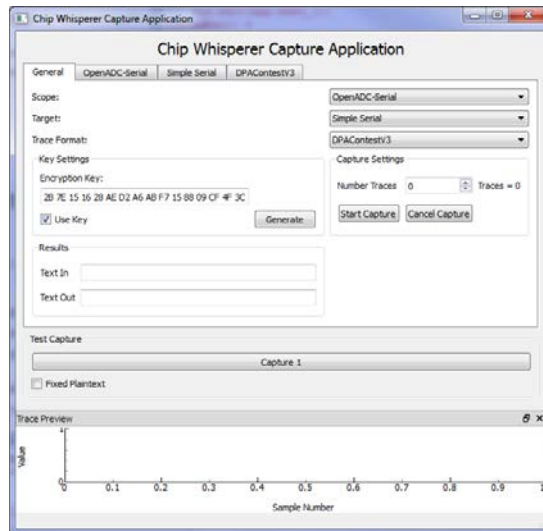 Chip Whisperer Capture Application
Chip Whisperer Capture Application
General OpenADC-Serial Simple Serial DPAContestV3
Scope: OpenADC-Serial
Target: Simple Serial
Trace Format: DPAContestV3
Key Settings Capture Settings
Encryption Key:
2B 7E 15 16 28 AE D2 A6 AB F7 15 88 09 CF 4F 3C
Number Traces 0 Traces = 0
Use Key Generate Start Capture Cancel Capture
Results
Text In
Text Out
Test Capture
Capture 1
Fixed Plaintext
Trace Preview
Value
1
0
0 0.1 0.2 0.3 0.4 0.5 0.6 0.7 0.8 0.9 1
Sample Number